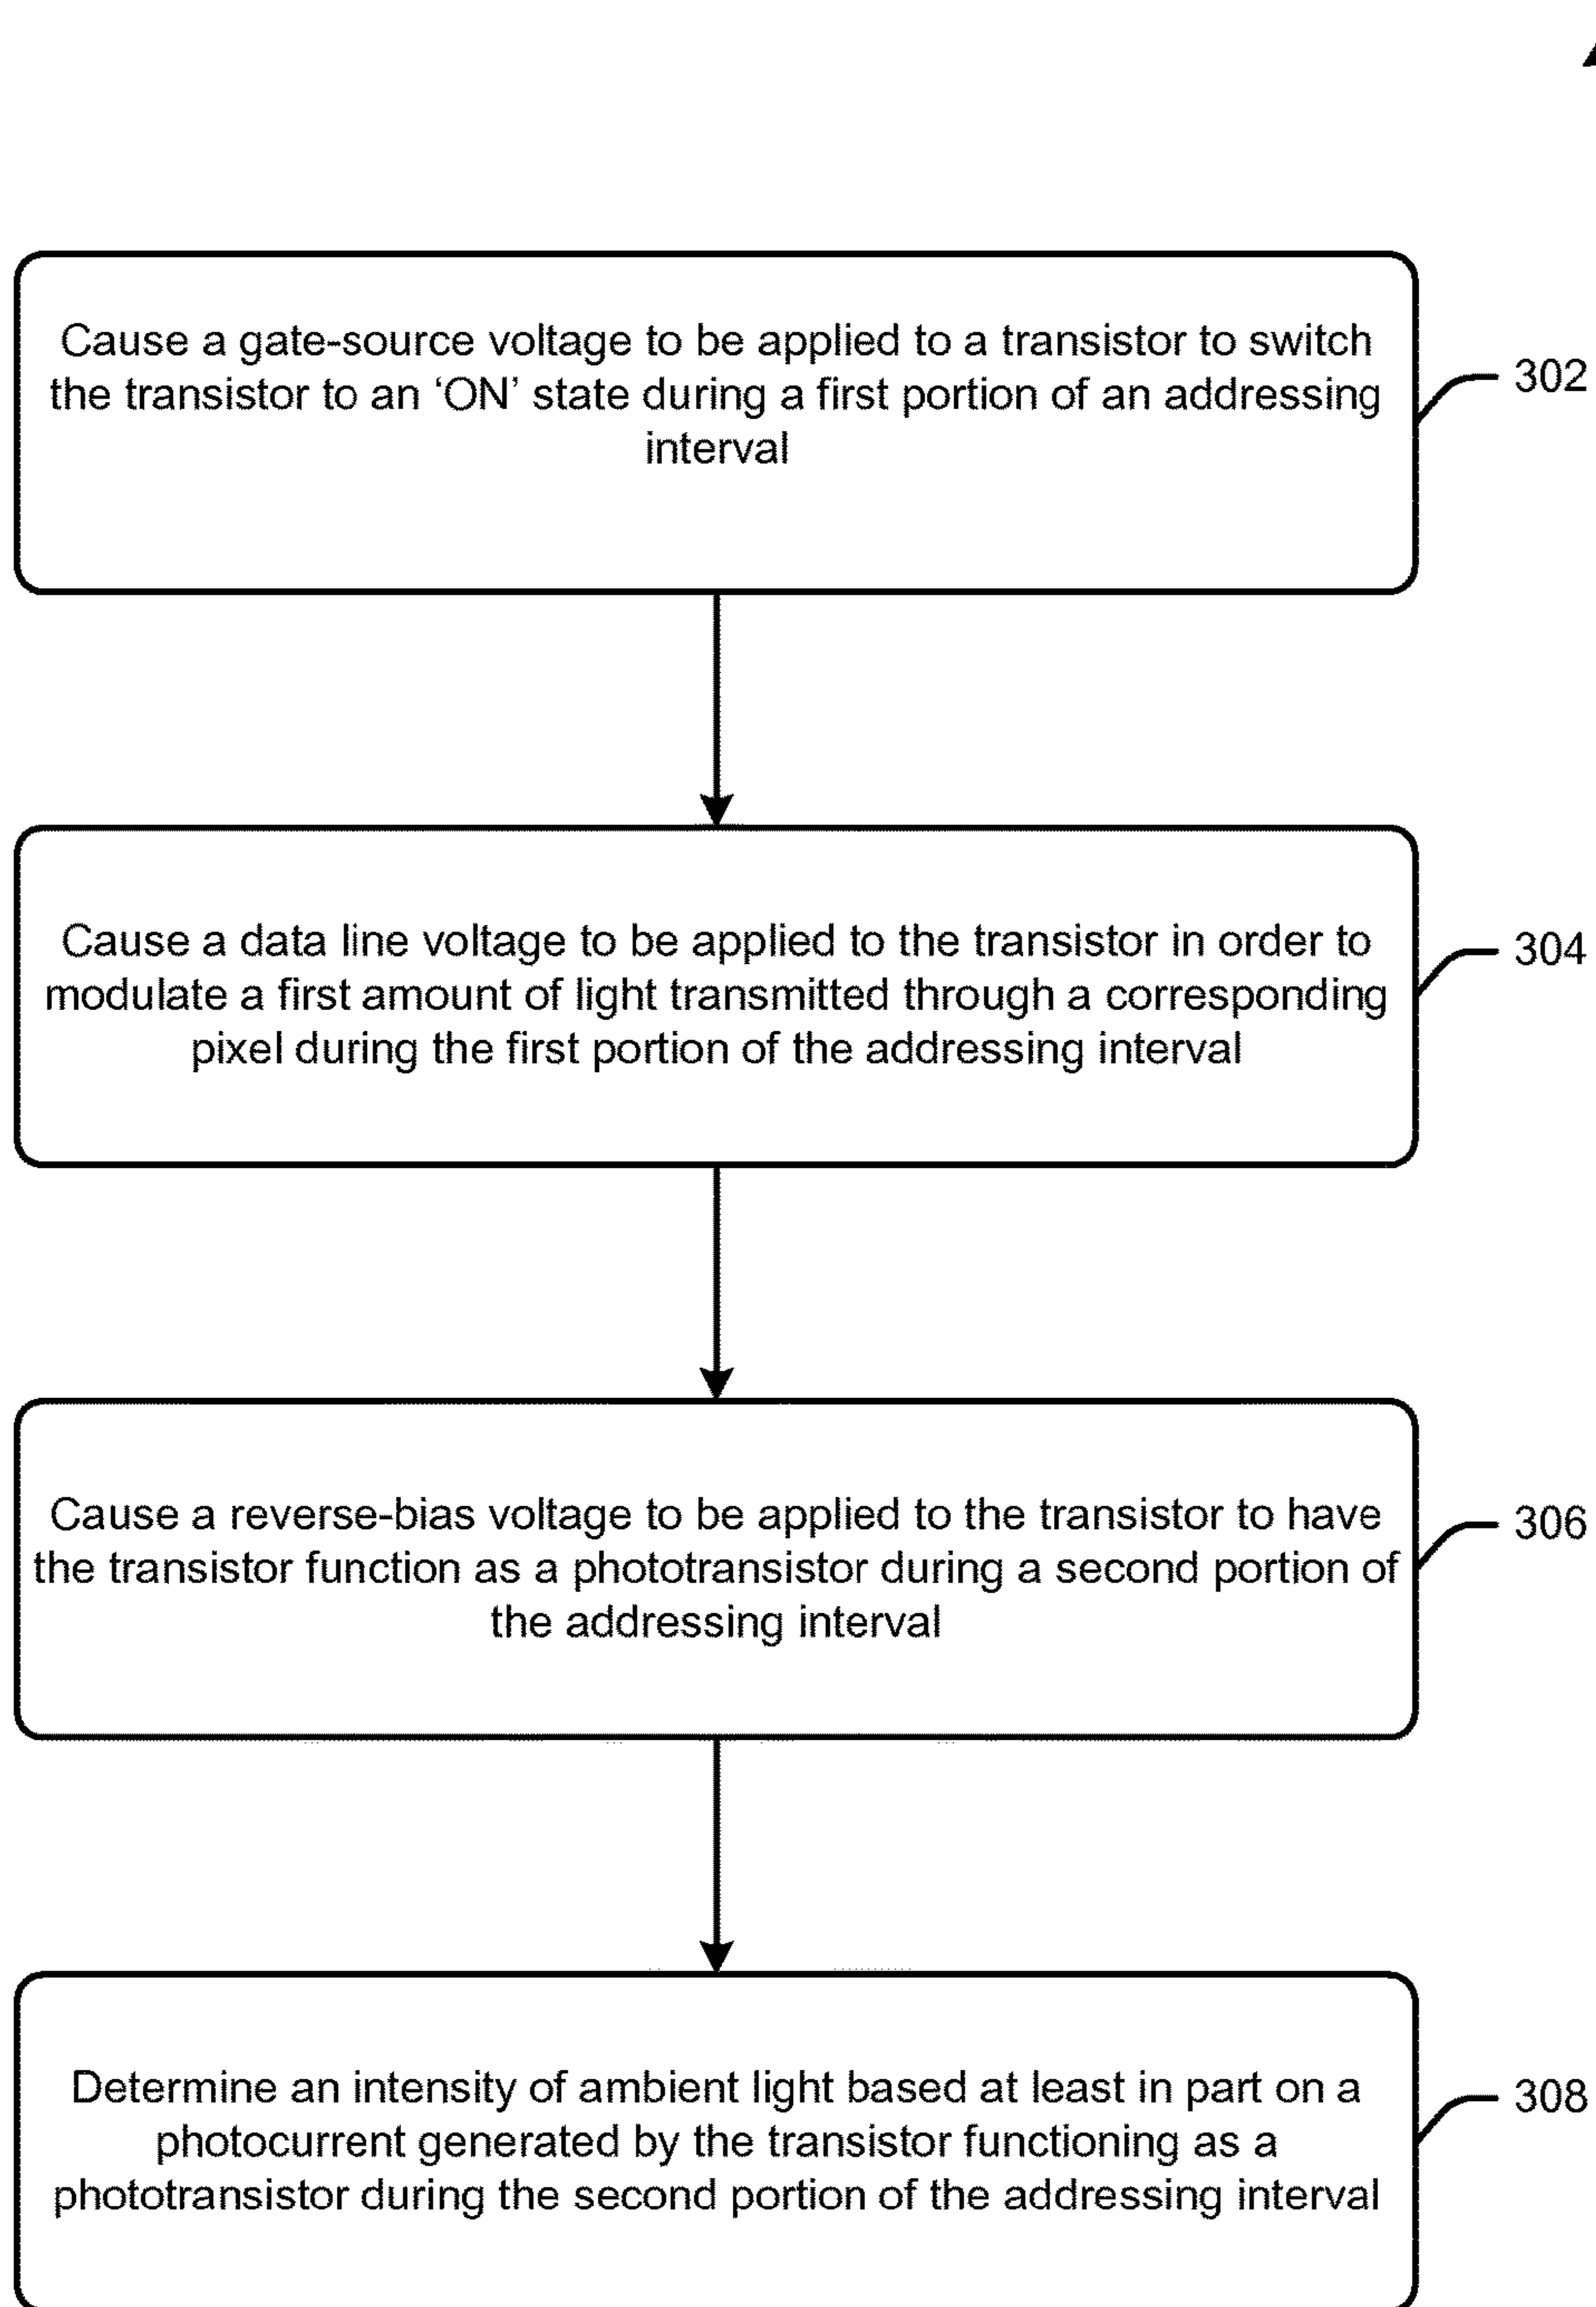 Cause a gate-source voltage to be applied to a transistor to switch
the transistor to an ‘ON’ state during a first portion of an addressing
interval
302
Cause a data line voltage to be applied to the transistor in order to
modulate a first amount of light transmitted through a corresponding
pixel during the first portion of the addressing interval
304
Cause a reverse-bias voltage to be applied to the transistor to have
the transistor function as a phototransistor during a second portion of
the addressing interval
306
Determine an intensity of ambient light based at least in part on a
photocurrent generated by the transistor functioning as a
phototransistor during the second portion of the addressing interval
308